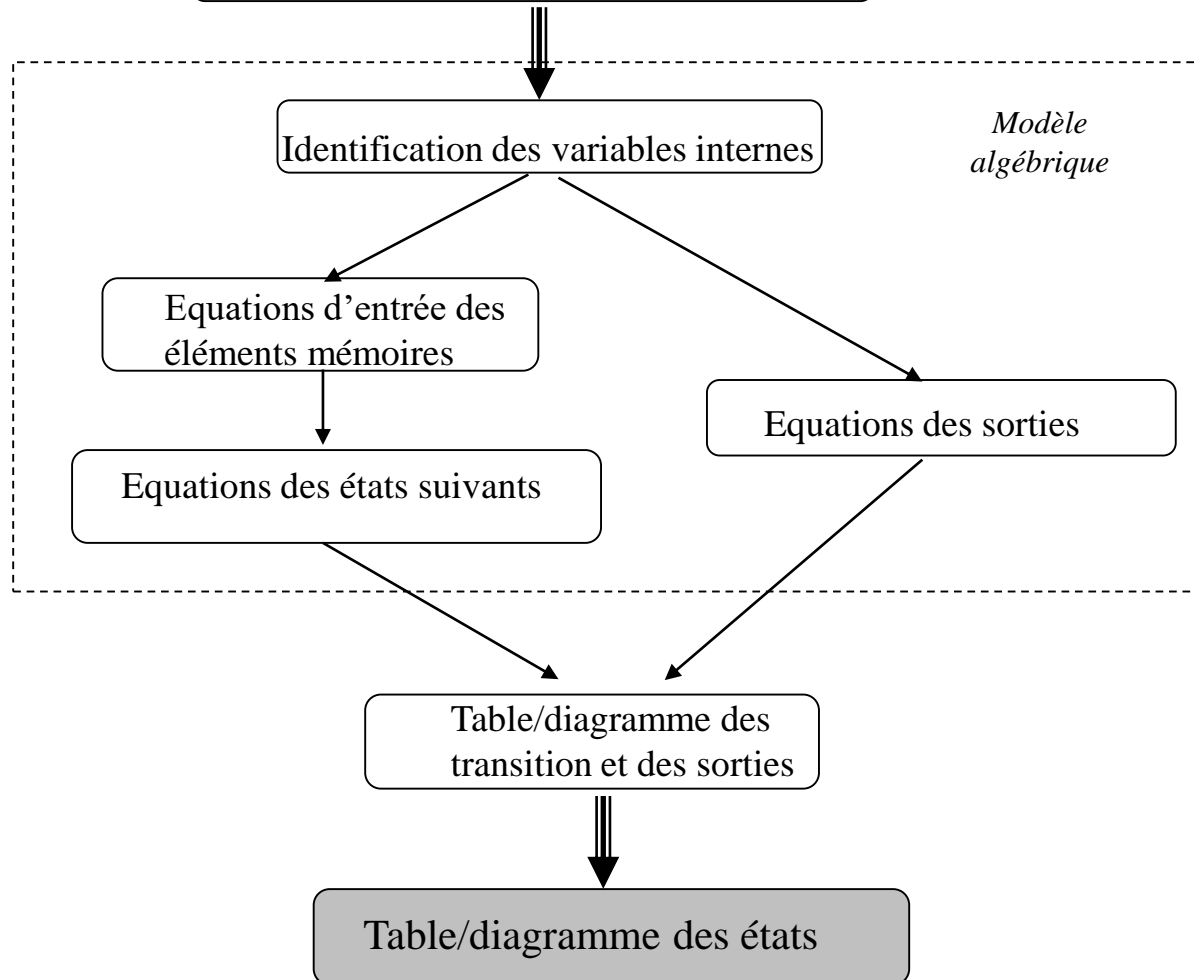 Identification des variables internes
Modèle
algébrique
Equations d'entrée des
éléments mémoires
Equations des sorties
Equations des états suivants
Table/diagramme des
transition et des sorties
Table/diagramme des états